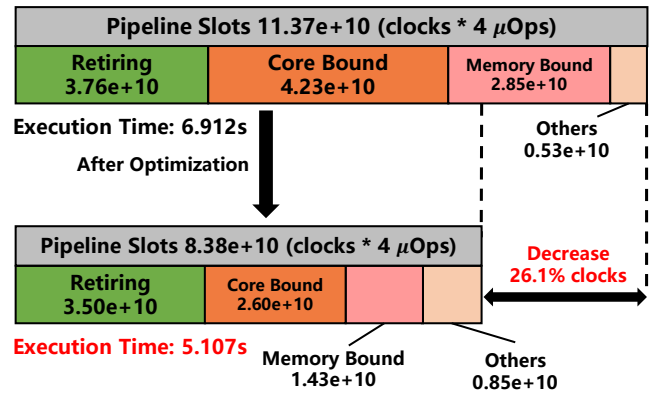 Pipeline Slots 11.37e+10 (clocks * 4 𝜇Ops)
Retiring
3.76e+10
Core Bound
4.23e+10
Memory Bound
2.85e+10
Others
0.53e+10
Execution Time: 6.912s
After Optimization
Pipeline Slots 8.38e+10 (clocks * 4 𝜇Ops)
Decrease
26.1% clocks
Retiring
3.50e+10
Core Bound
2.60e+10
Execution Time: 5.107s
Memory Bound
1.43e+10
Others
0.85e+10